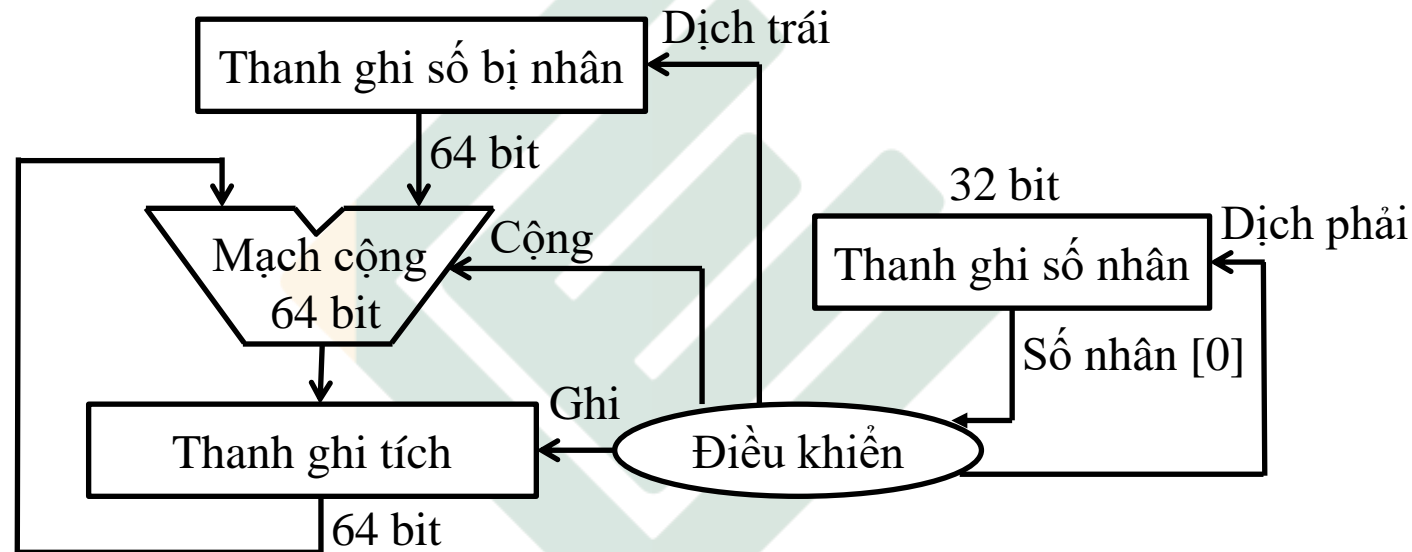 Dịch trái
Thanh ghi số bị nhân
64 bit
32 bit
Dịch phải
Cộng
Mạch cộng
64 bit
Thanh ghi số nhân
Số nhân [0]
Ghi
Thanh ghi tích
Điều khiển
64 bit